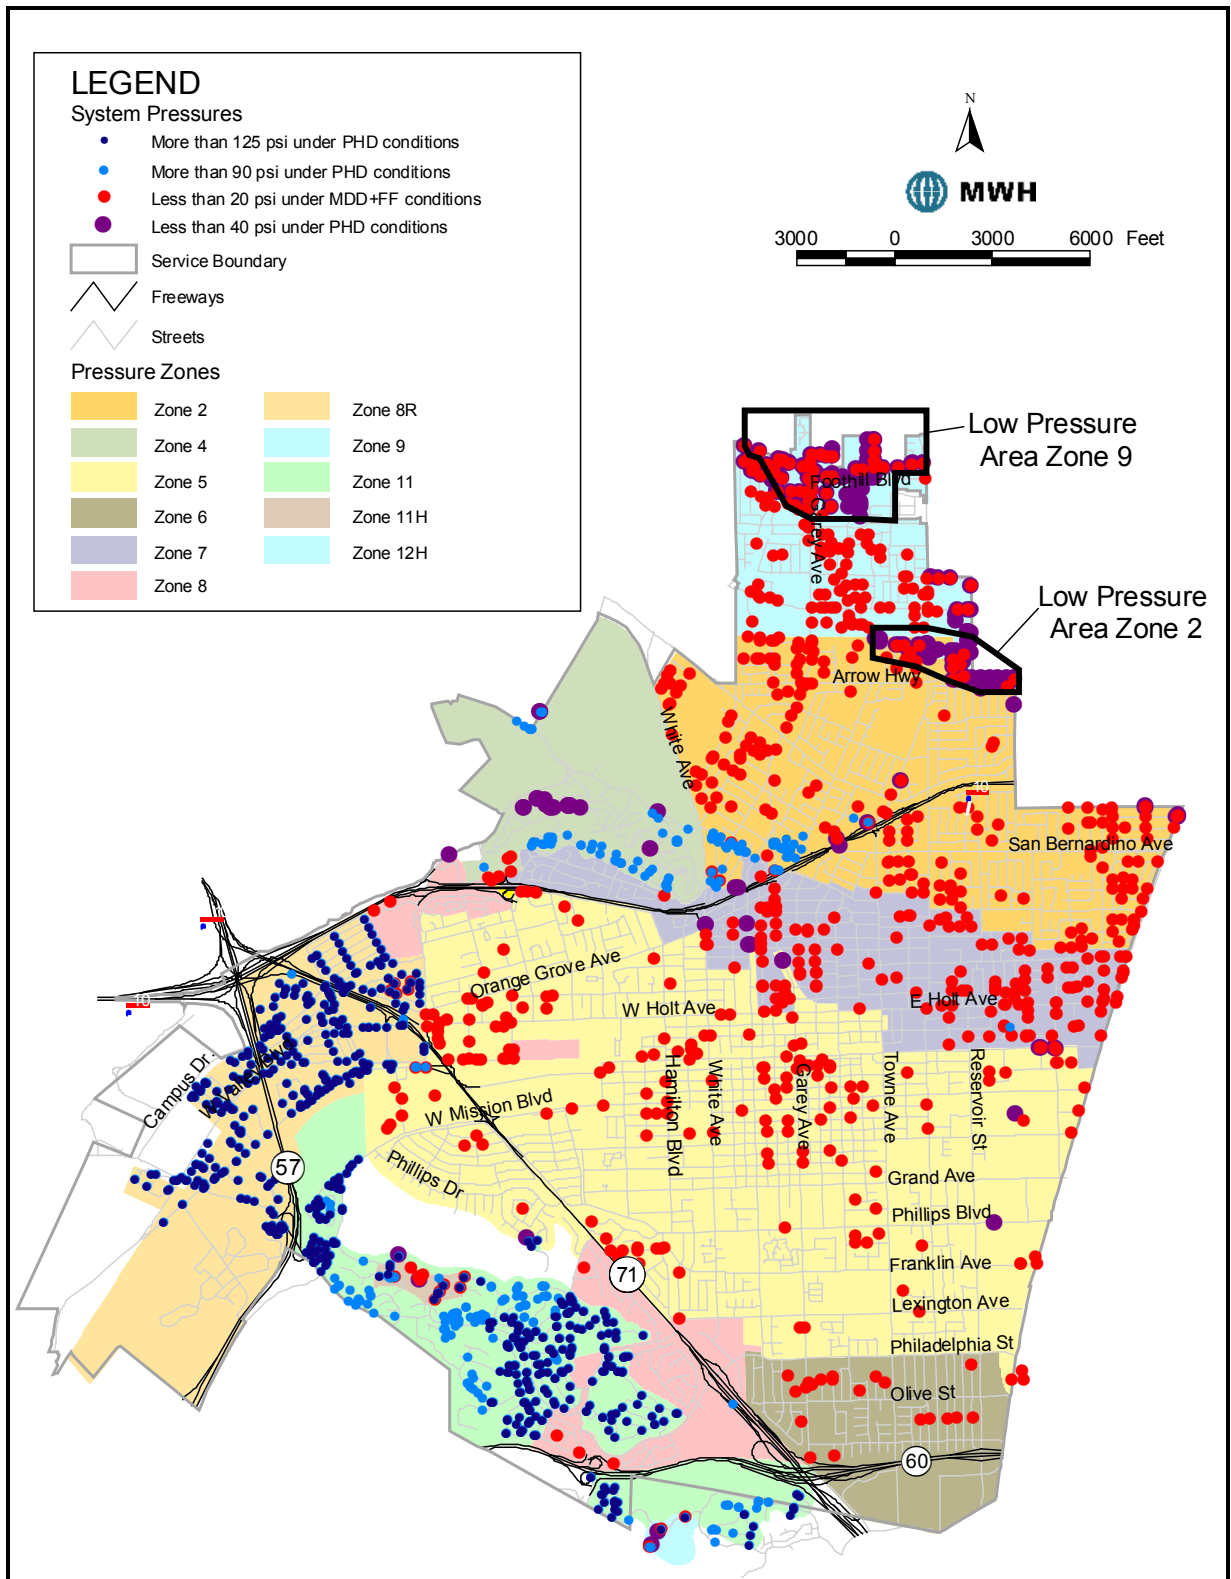 LEGEND
System Pressures
More than 125 psi under PHD conditions
More than 90 psi under PHD conditions
Less than 20 psi under MDD+FF conditions
Less than 40 psi under PHD conditions
Service Boundary
Freeways
Streets
Pressure Zones
Zone 2
Zone 4
Zone 5
Zone 6
Zone 7
Zone 8
Zone 8R
Zone 9
Zone 11
Zone 11H
Zone 12H
N
MWH
3000 0 3000 6000 Feet
Low Pressure
Area Zone 9
Foothill Blvd
Garey Ave
Low Pressure
Area Zone 2
Arrow Hwy
White Ave
10
San Bernardino Ave
Orange Grove Ave
W Holt Ave
E Holt Ave
10
Campus Dr.
W Valley Blvd
W Mission Blvd
Hamilton Blvd
White Ave
Garey Ave
Towne Ave
Reservoir St
57
Phillips Dr
Grand Ave
Phillips Blvd
Franklin Ave
71
Lexington Ave
Philadelphia St
Olive St
60